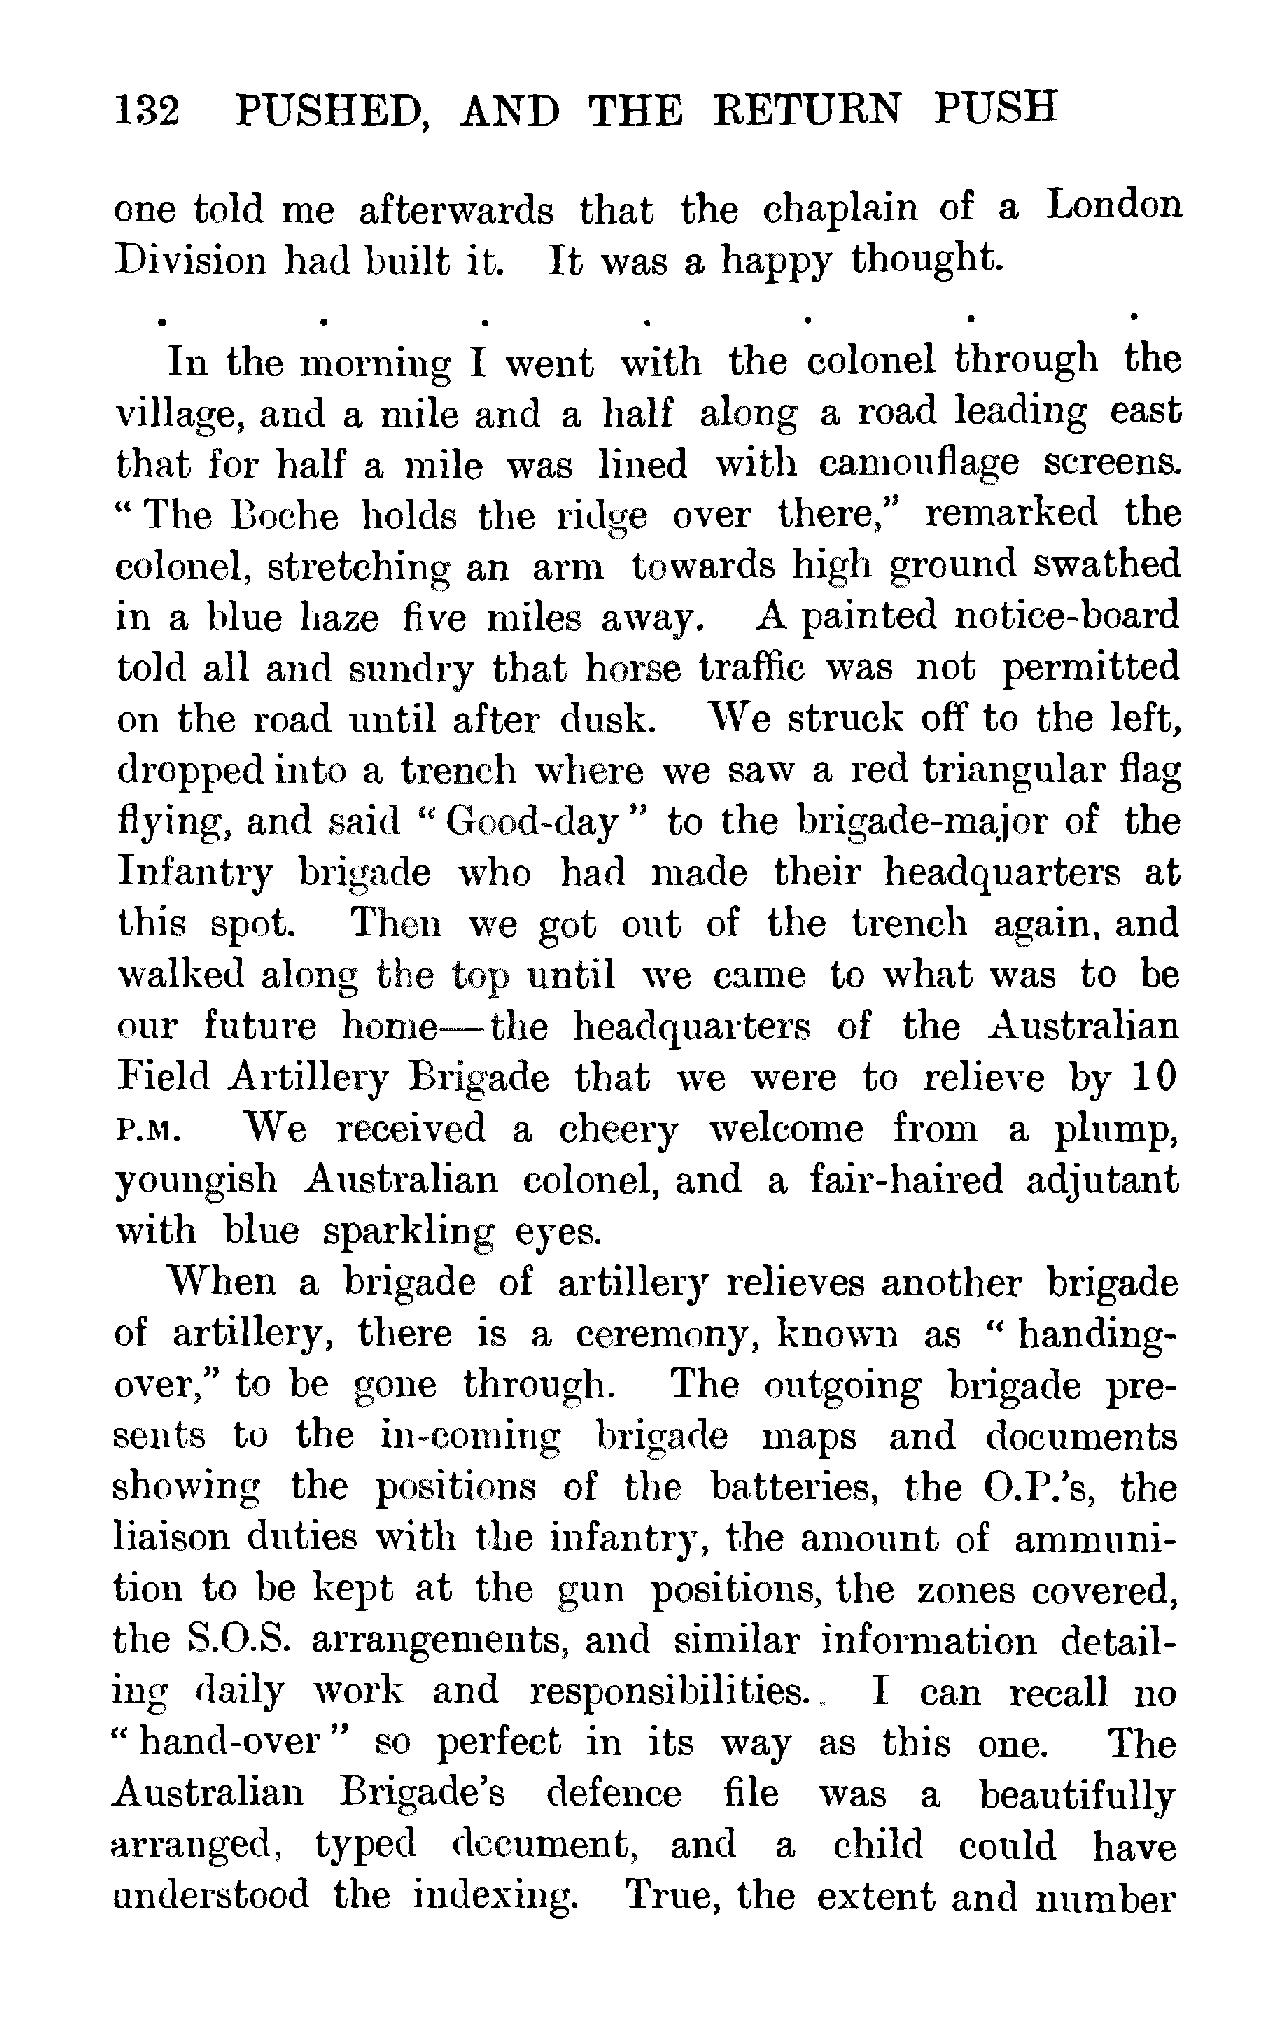 132 PUSHED, AND THE RETURN PUSH
one told me afterwards that the chaplain of a London
Division had built it. It was a happy thought.
. . . . . . .
In the morning I went with the colonel through the
village, and a mile and a half along a road leading east
that for half a mile was lined with camouflage screens.
“ The Boche holds the ridge over there,” remarked the
colonel, stretching an arm towards high ground swathed
in a blue haze five miles away. A painted notice-board
told all and sundry that horse traffic was not permitted
on the road until after dusk. We struck off to the left,
dropped into a trench where we saw a red triangular flag
flying, and said “ Good-day ” to the brigade-major of the
Infantry brigade who had made their headquarters at
this spot. Then we got out of the trench again, and
walked along the top until we came to what was to be
our future home—the headquarters of the Australian
Field Artillery Brigade that we were to relieve by 10
P.M. We received a cheery welcome from a plump,
youngish Australian colonel, and a fair-haired adjutant
with blue sparkling eyes.
When a brigade of artillery relieves another brigade
of artillery, there is a ceremony, known as “ handing-
over,” to be gone through. The outgoing brigade pre-
sents to the in-coming brigade maps and documents
showing the positions of the batteries, the O.P.’s, the
liaison duties with the infantry, the amount of ammuni-
tion to be kept at the gun positions, the zones covered,
the S.O.S. arrangements, and similar information detail-
ing daily work and responsibilities. I can recall no
“ hand-over ” so perfect in its way as this one. The
Australian Brigade’s defence file was a beautifully
arranged, typed document, and a child could have
understood the indexing. True, the extent and number